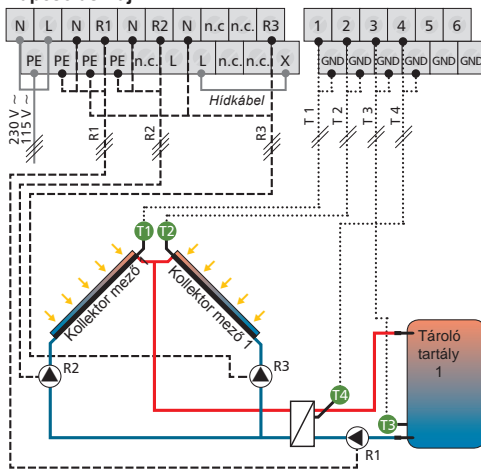 N L N R1 N R2 N n.c n.c. R3 1 2 3 4 5 6
PE PE PE PE n.c. L L n.c. n.c. X GND GND GND GND GND GND
Hídkábel
230 V ~
115 V ~
R1
R2
R3
T 1
T 2
T 3
T 4
T1 T2
Kollektor mező
Kollektor mező 1
Tároló
tartály
1
R2
R3
T4
T3
R1